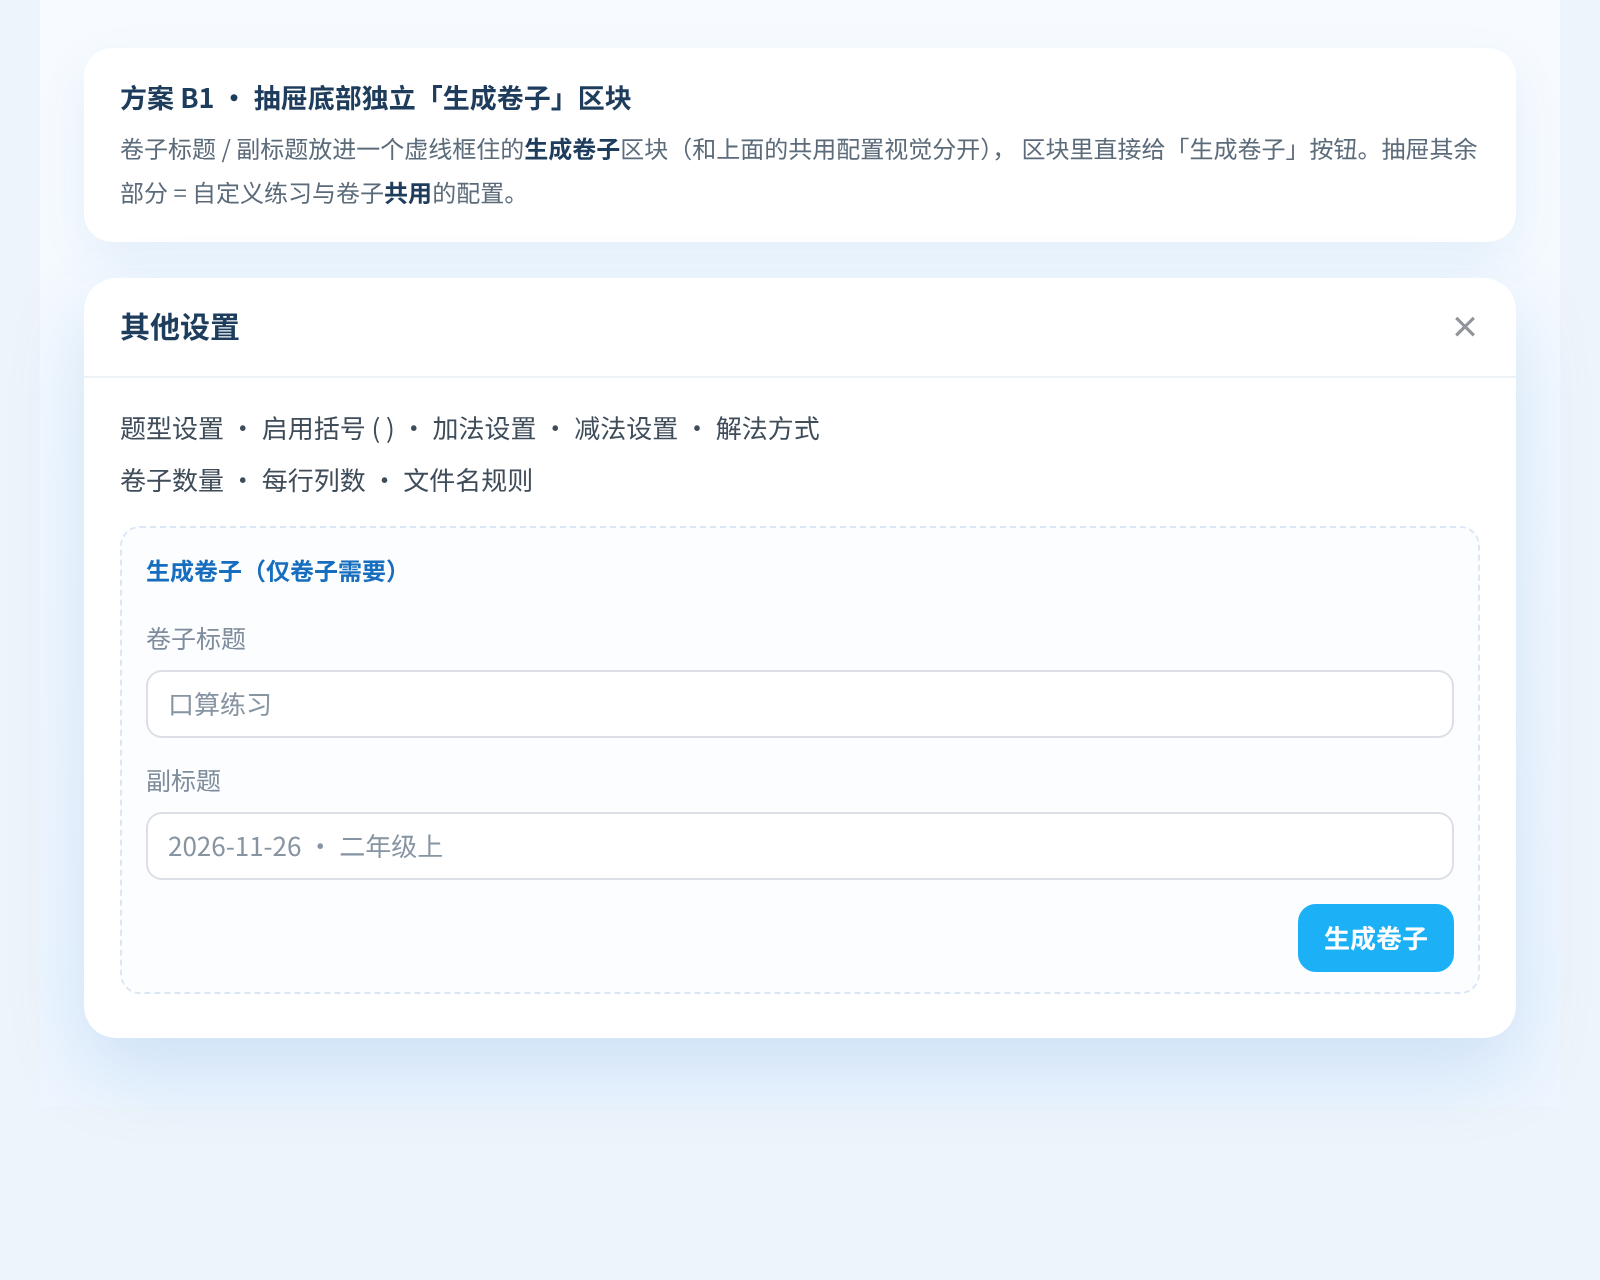 方案 B1 · 抽屉底部独立「生成卷子」区块
卷子标题 / 副标题放进一个虚线框住的生成卷子区块（和上面的共用配置视觉分开）， 区块里直接给「生成卷子」按钮。抽屉其余
部分 = 自定义练习与卷子共用的配置。
其他设置 ×
题型设置 · 启用括号 ( ) · 加法设置 · 减法设置 · 解法方式
卷子数量 · 每行列数 · 文件名规则
生成卷子（仅卷子需要）
卷子标题
口算练习
副标题
2026-11-26 · 二年级上
生成卷子